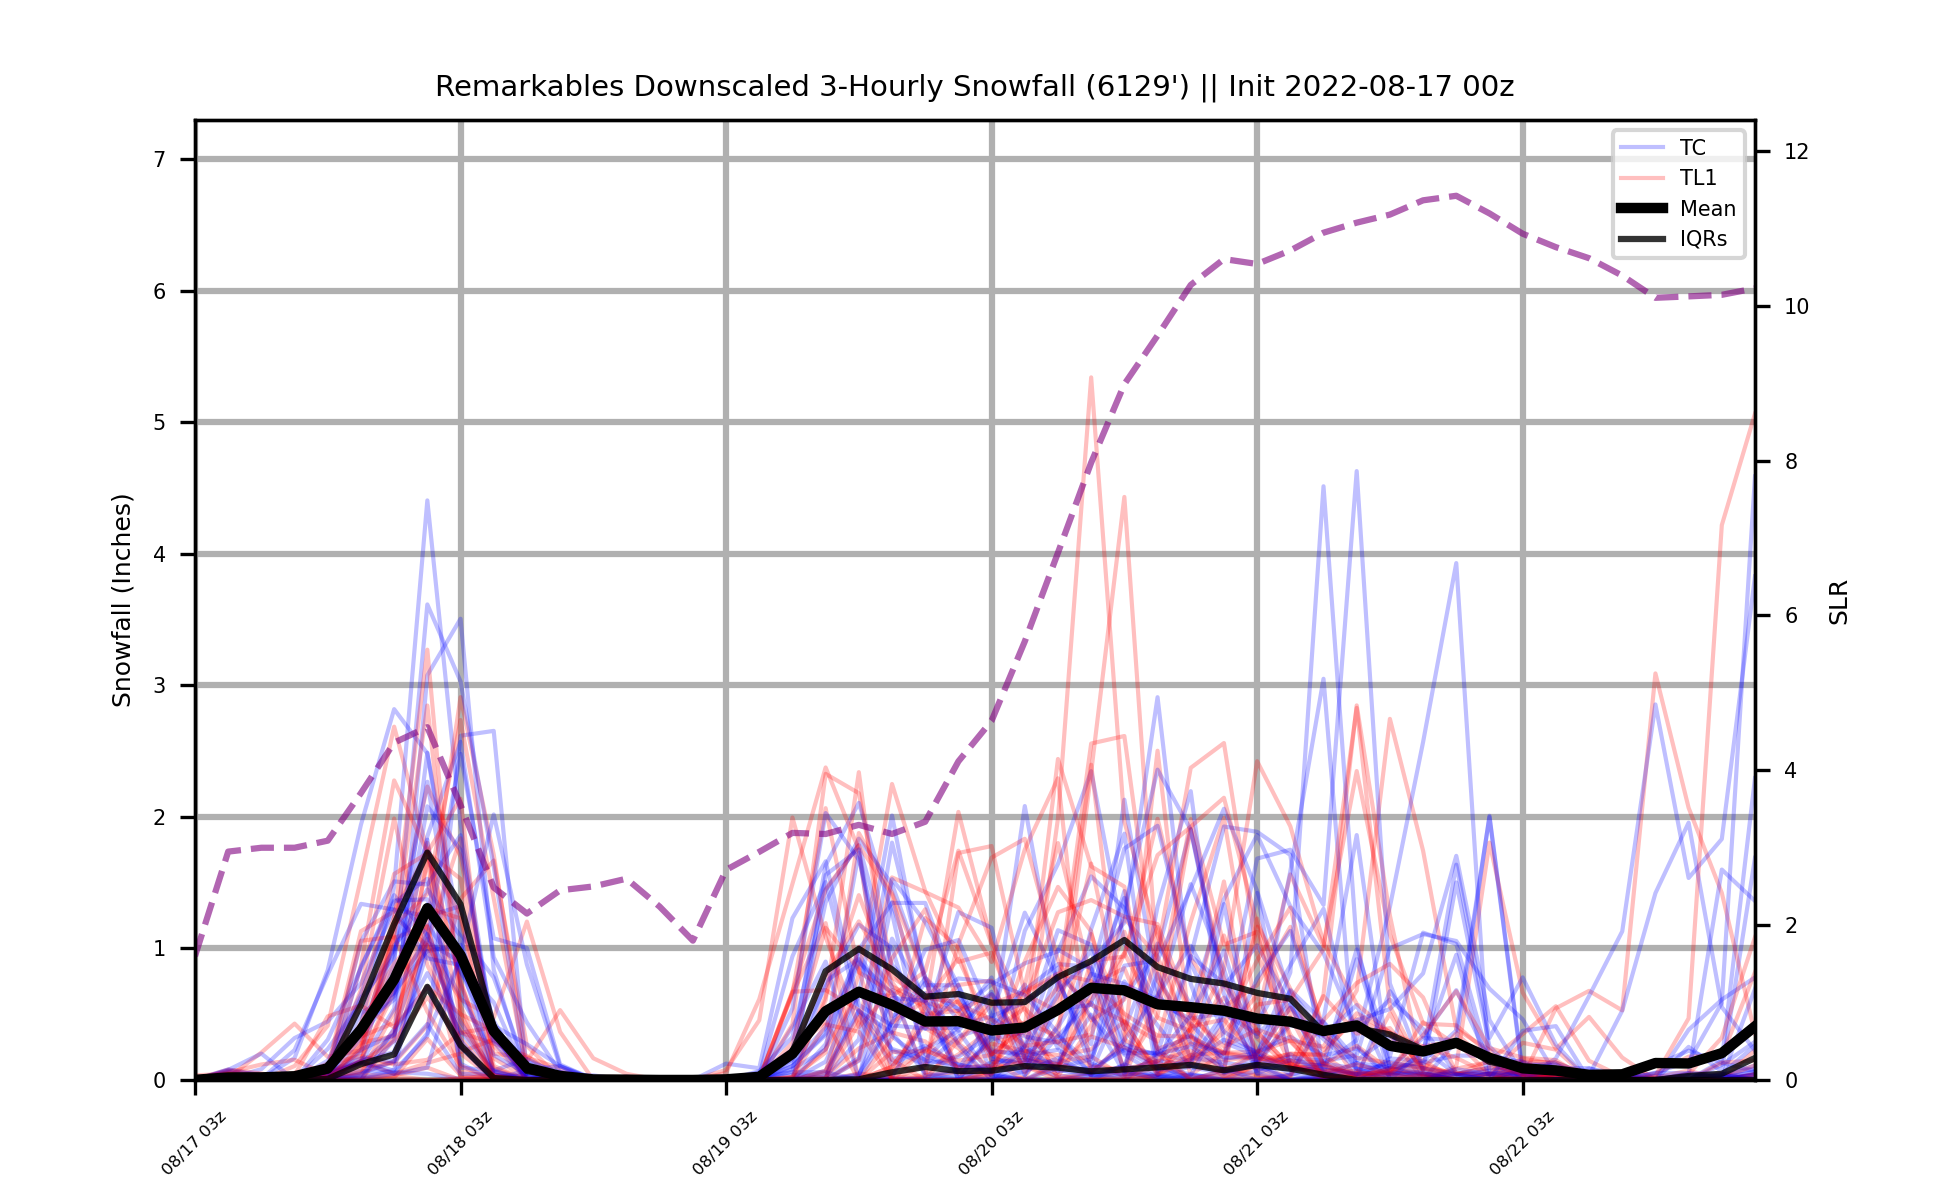 Remarkables Downscaled 3-Hourly Snowfall (6129') || Init 2022-08-17 00z
TC
TL1
Mean
IQRs
Snowfall (Inches)
7
6
5
4
3
2
1
0
SLR
12
10
8
6
4
2
0
08/17 03z
08/18 03z
08/19 03z
08/20 03z
08/21 03z
08/22 03z